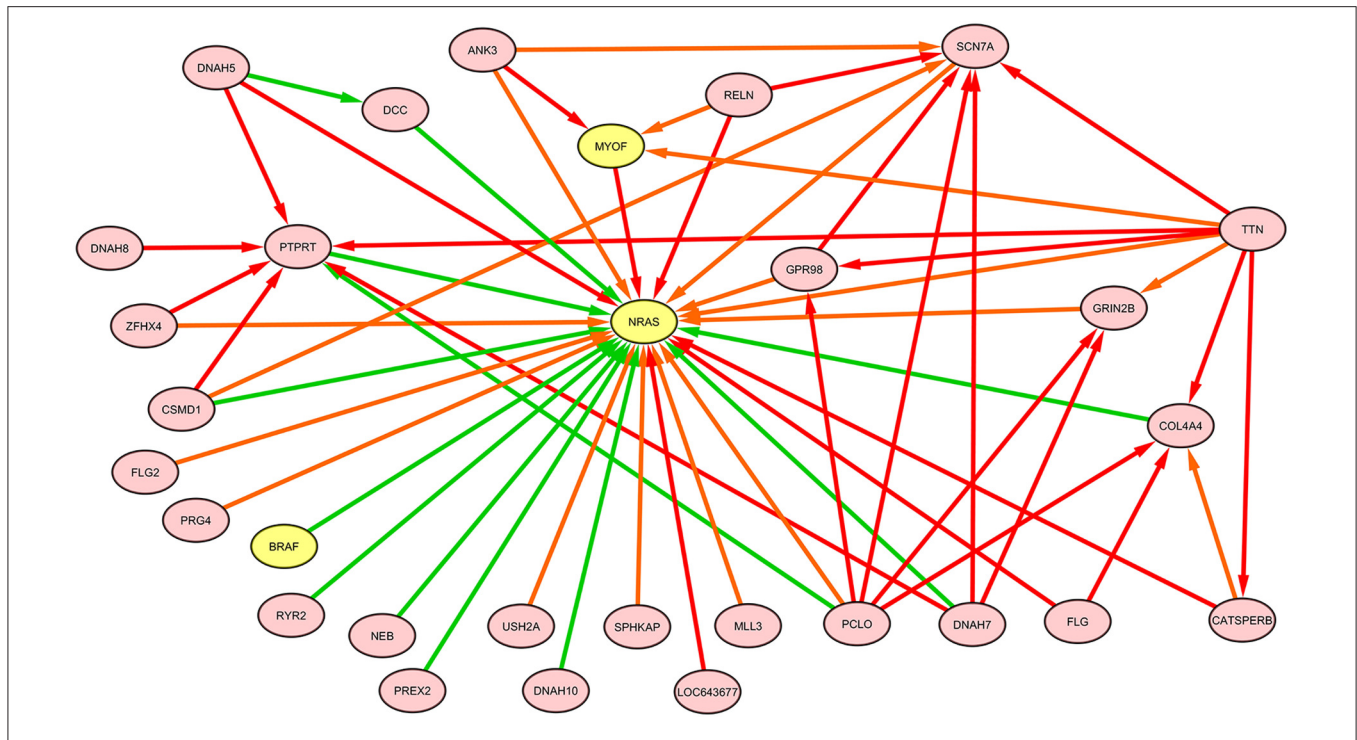 ANK3
SCN7A
DNAH5
RELN
DCC
MYOF
TTN
DNAH8
PTPRT
GPR98
GRIN2B
NRAS
ZFHX4
CSMD1
COL4A4
FLG2
PRG4
BRAF
RYR2
NEB
USH2A
SPHKAP
MLL3
PCLO
DNAH7
FLG
CATSPERB
PREX2
DNAH10
LOC643677